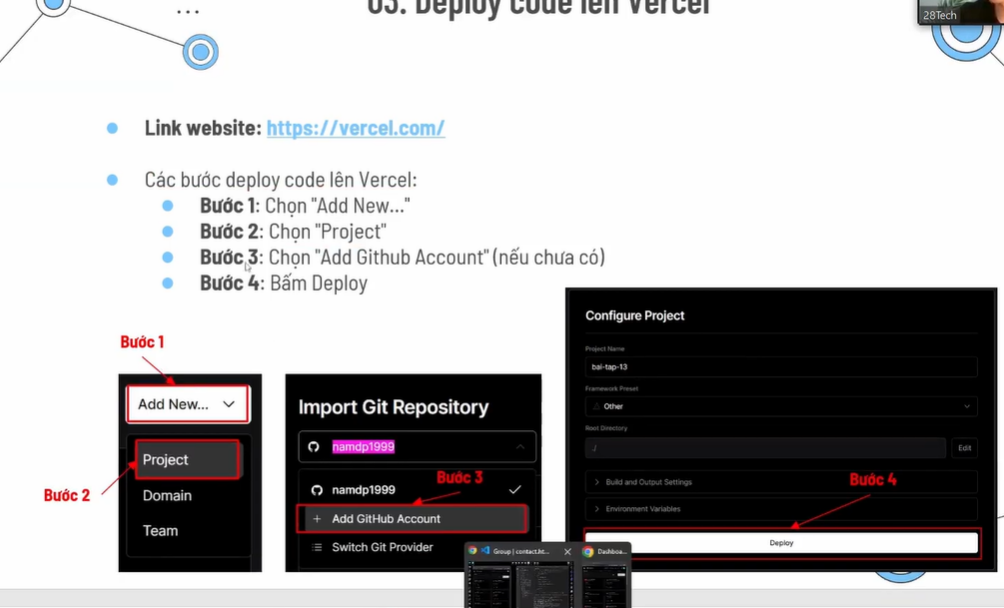 03. Deploy code lên Vercel
28Tech
Link website: https://vercel.com/
Các bước deploy code lên Vercel:
Bước 1: Chọn "Add New..."
Bước 2: Chọn "Project"
Bước 3: Chọn "Add Github Account" (nếu chưa có)
Bước 4: Bấm Deploy
Bước 1
Add New...
Project
Bước 2
Domain
Team
Import Git Repository
namdp1999
Bước 3
namdp1999
Add GitHub Account
Switch Git Provider
Configure Project
Project Name
bai-tap-13
Framework Preset
Other
Root Directory
./
Edit
Build and Output Settings
Bước 4
Environment Variables
Deploy
Group | contact.ht...
Dashboa...